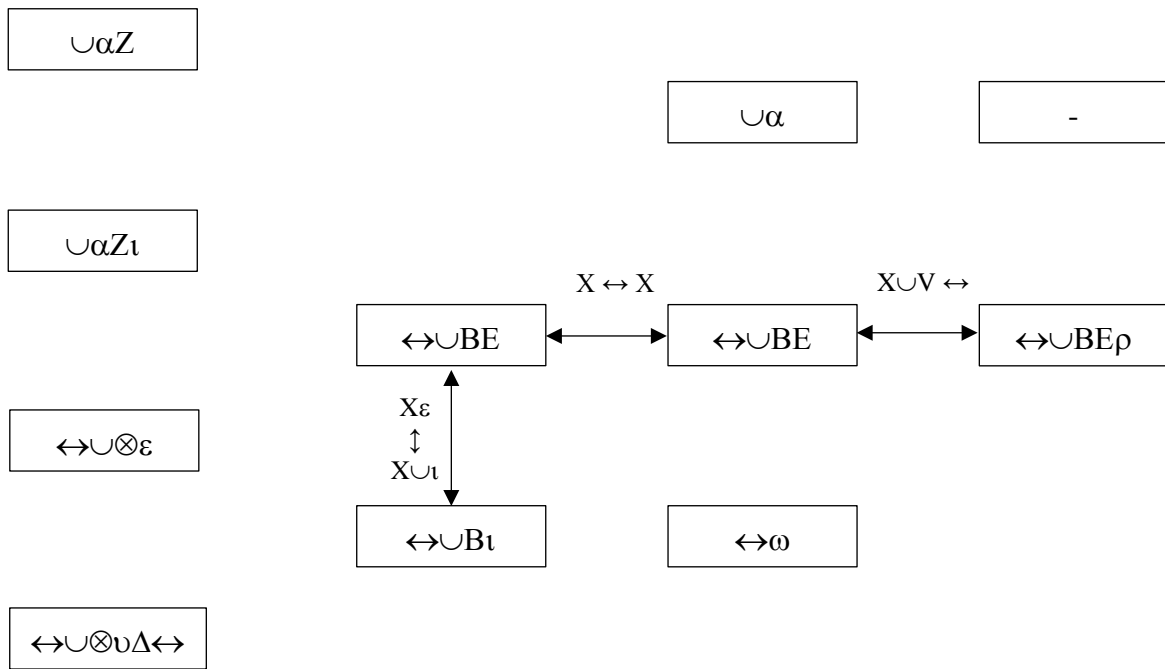 ∪αZ
∪α
-
∪αZι
X ↔ X
X∪V ↔
↔∪BE
↔∪BE
↔∪BEρ
Xε
↕
X∪ι
↔∪⊗ε
↔∪Bι
↔ω
↔∪⊗υΔ↔